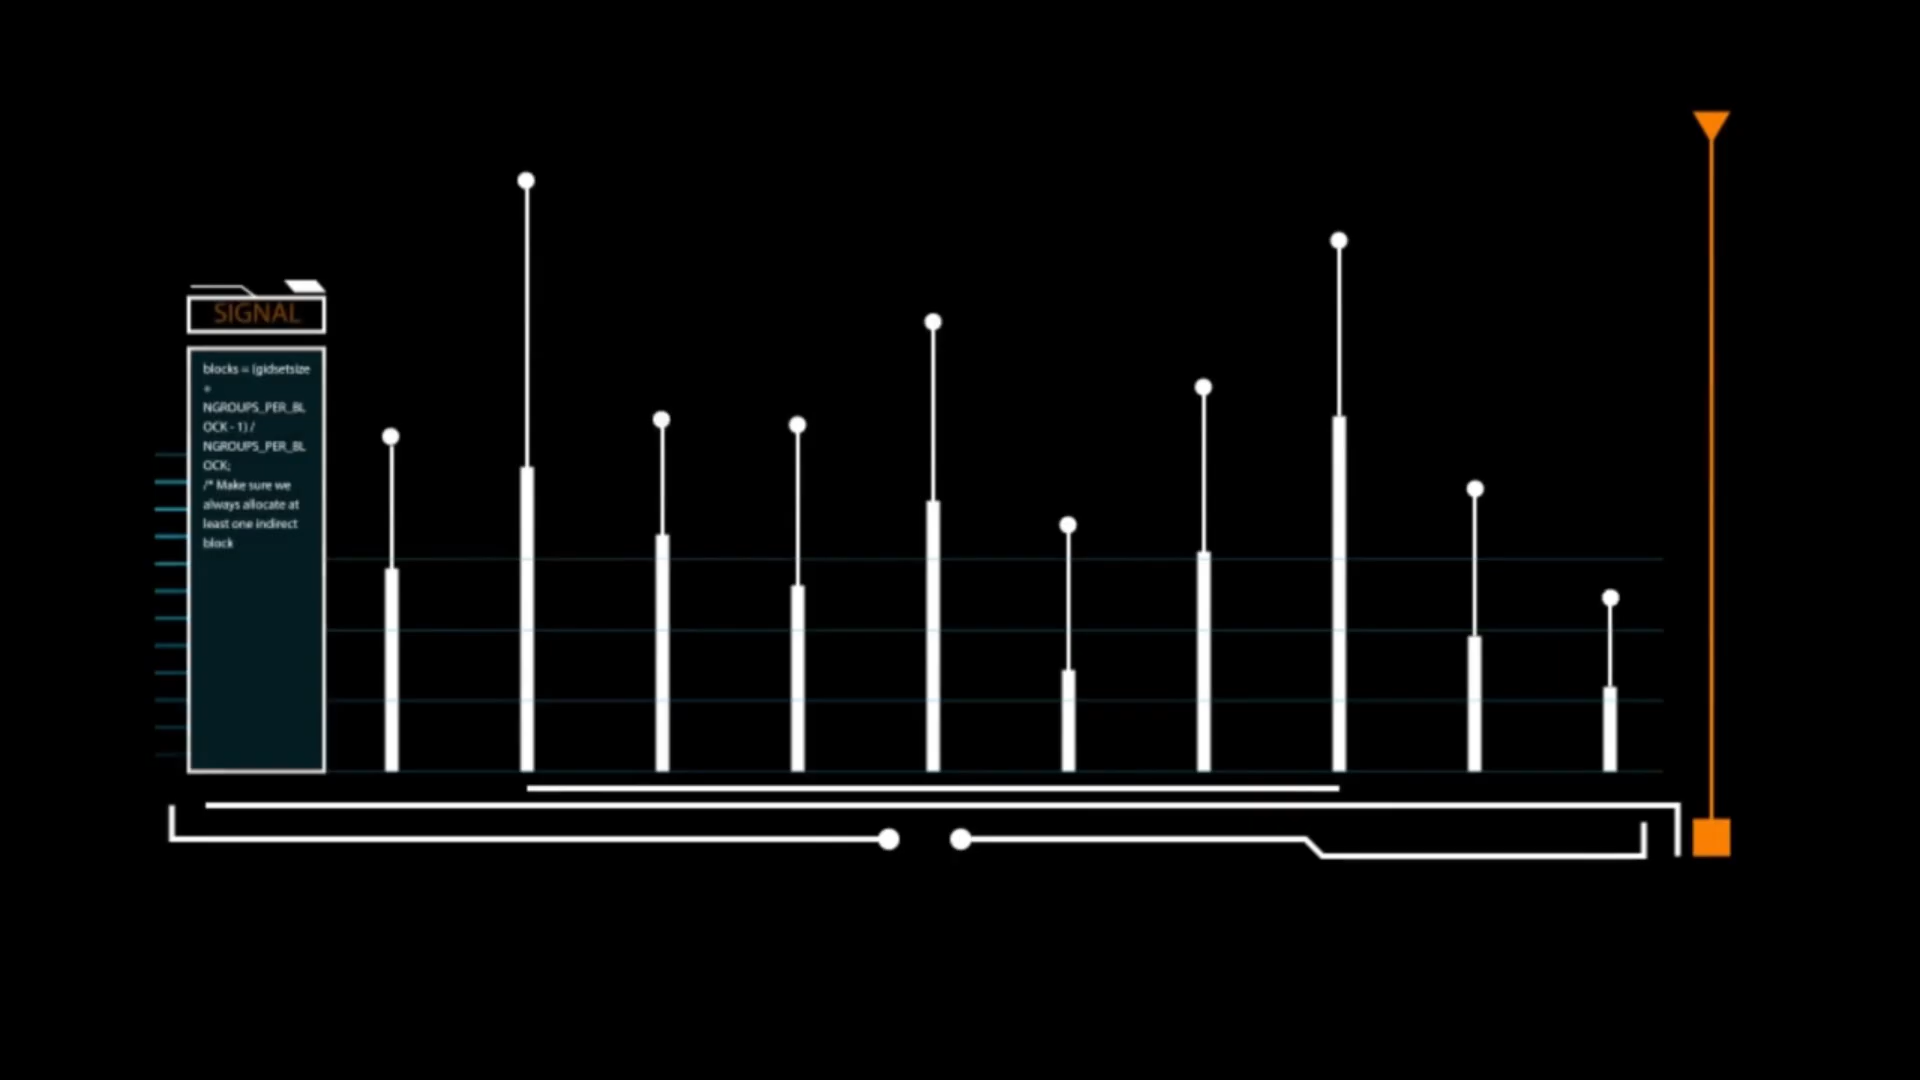 SIGNAL
blocks = (gidsetsize
+
NGROUPS_PER_BL
OCK - 1) /
NGROUPS_PER_BL
OCK;
/* Make sure we
always allocate at
least one indirect
block